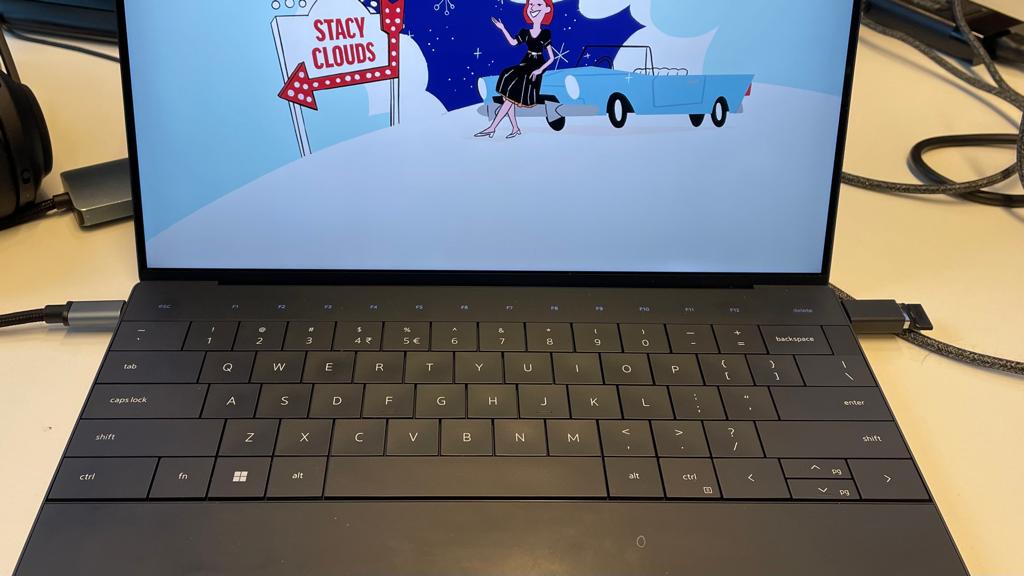 STACY
CLOUDS
esc F1 F2 F3 F4 F5 F6 F7 F8 F9 F10 F11 F12 delete
~ ! @ # $ % ^ & * ( ) _ +
` 1 2 3 4 ₹ 5 € 6 7 8 9 0 - = backspace
tab Q W E R T Y U I O P { [ } ] | \
caps lock A S D F G H J K L : ; " ' enter
shift Z X C V B N M < , > . ? / shift
ctrl fn alt alt ctrl < ^ pg >
pg